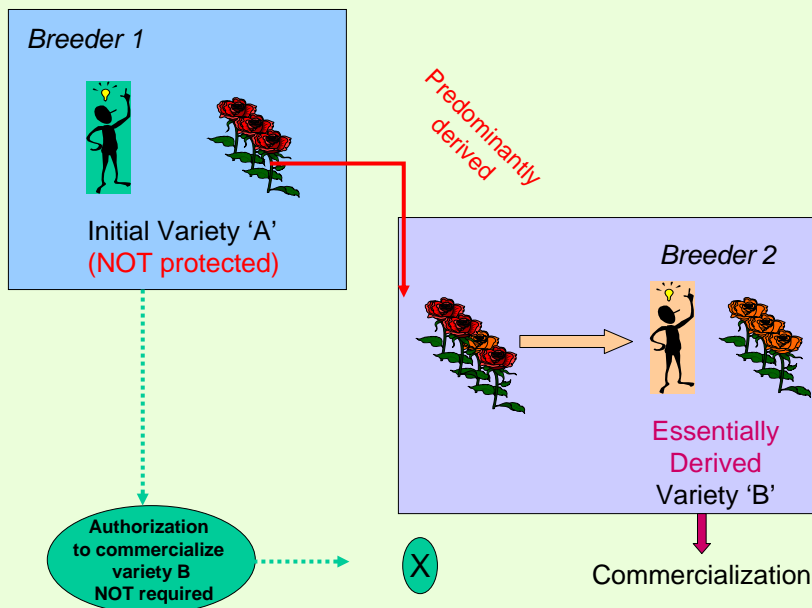 Breeder 1
Initial Variety ‘A’
(NOT protected)
Predominantly
derived
Breeder 2
Essentially
Derived
Variety ‘B’
Authorization
to commercialize
variety B
NOT required
X
Commercialization